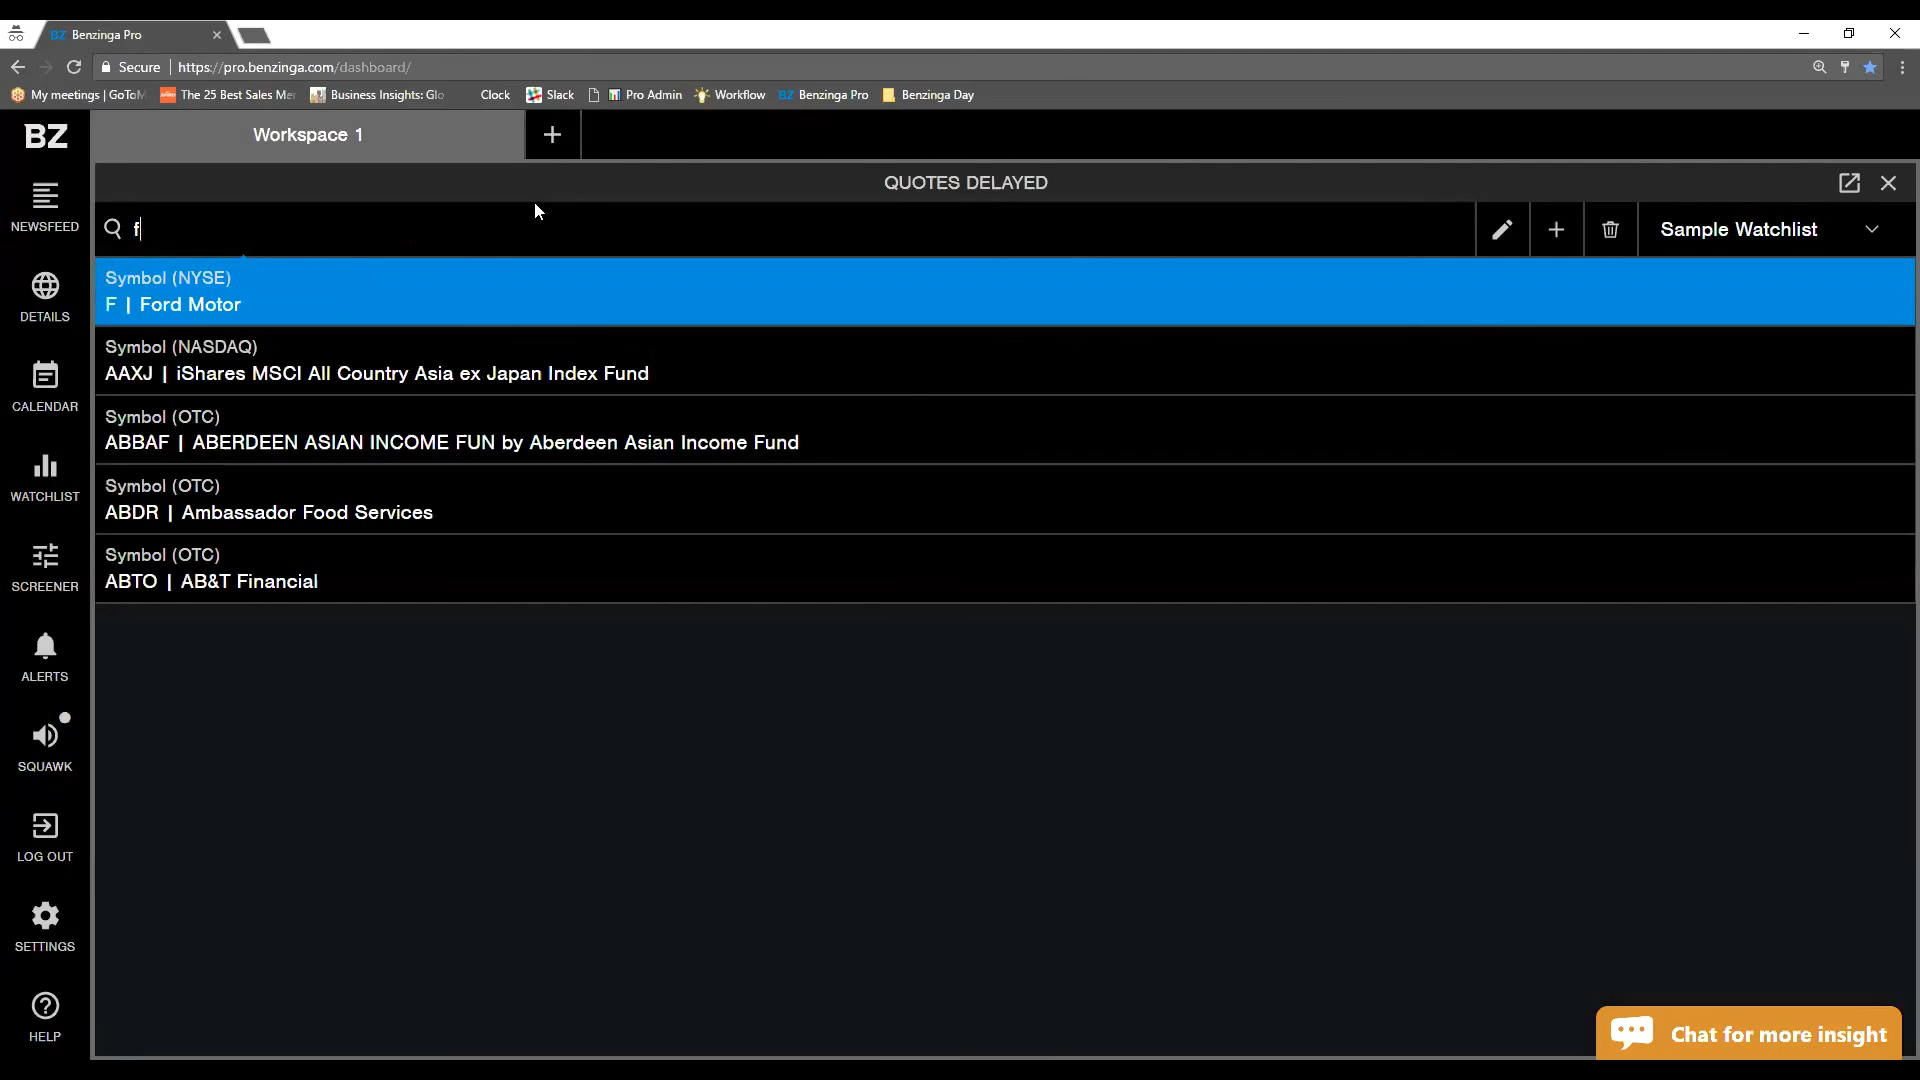 BZ Benzinga Pro
Secure https://pro.benzinga.com/dashboard/
My meetings | GoToM
The 25 Best Sales Me
Business Insights: Glo
Clock
Slack
Pro Admin
Workflow
BZ Benzinga Pro
Benzinga Day
BZ
Workspace 1
+
QUOTES DELAYED
f
Sample Watchlist
Symbol (NYSE)
F | Ford Motor
Symbol (NASDAQ)
AAXJ | iShares MSCI All Country Asia ex Japan Index Fund
Symbol (OTC)
ABBAF | ABERDEEN ASIAN INCOME FUN by Aberdeen Asian Income Fund
Symbol (OTC)
ABDR | Ambassador Food Services
Symbol (OTC)
ABTO | AB&T Financial
NEWSFEED
DETAILS
CALENDAR
WATCHLIST
SCREENER
ALERTS
SQUAWK
LOG OUT
SETTINGS
HELP
Chat for more insight